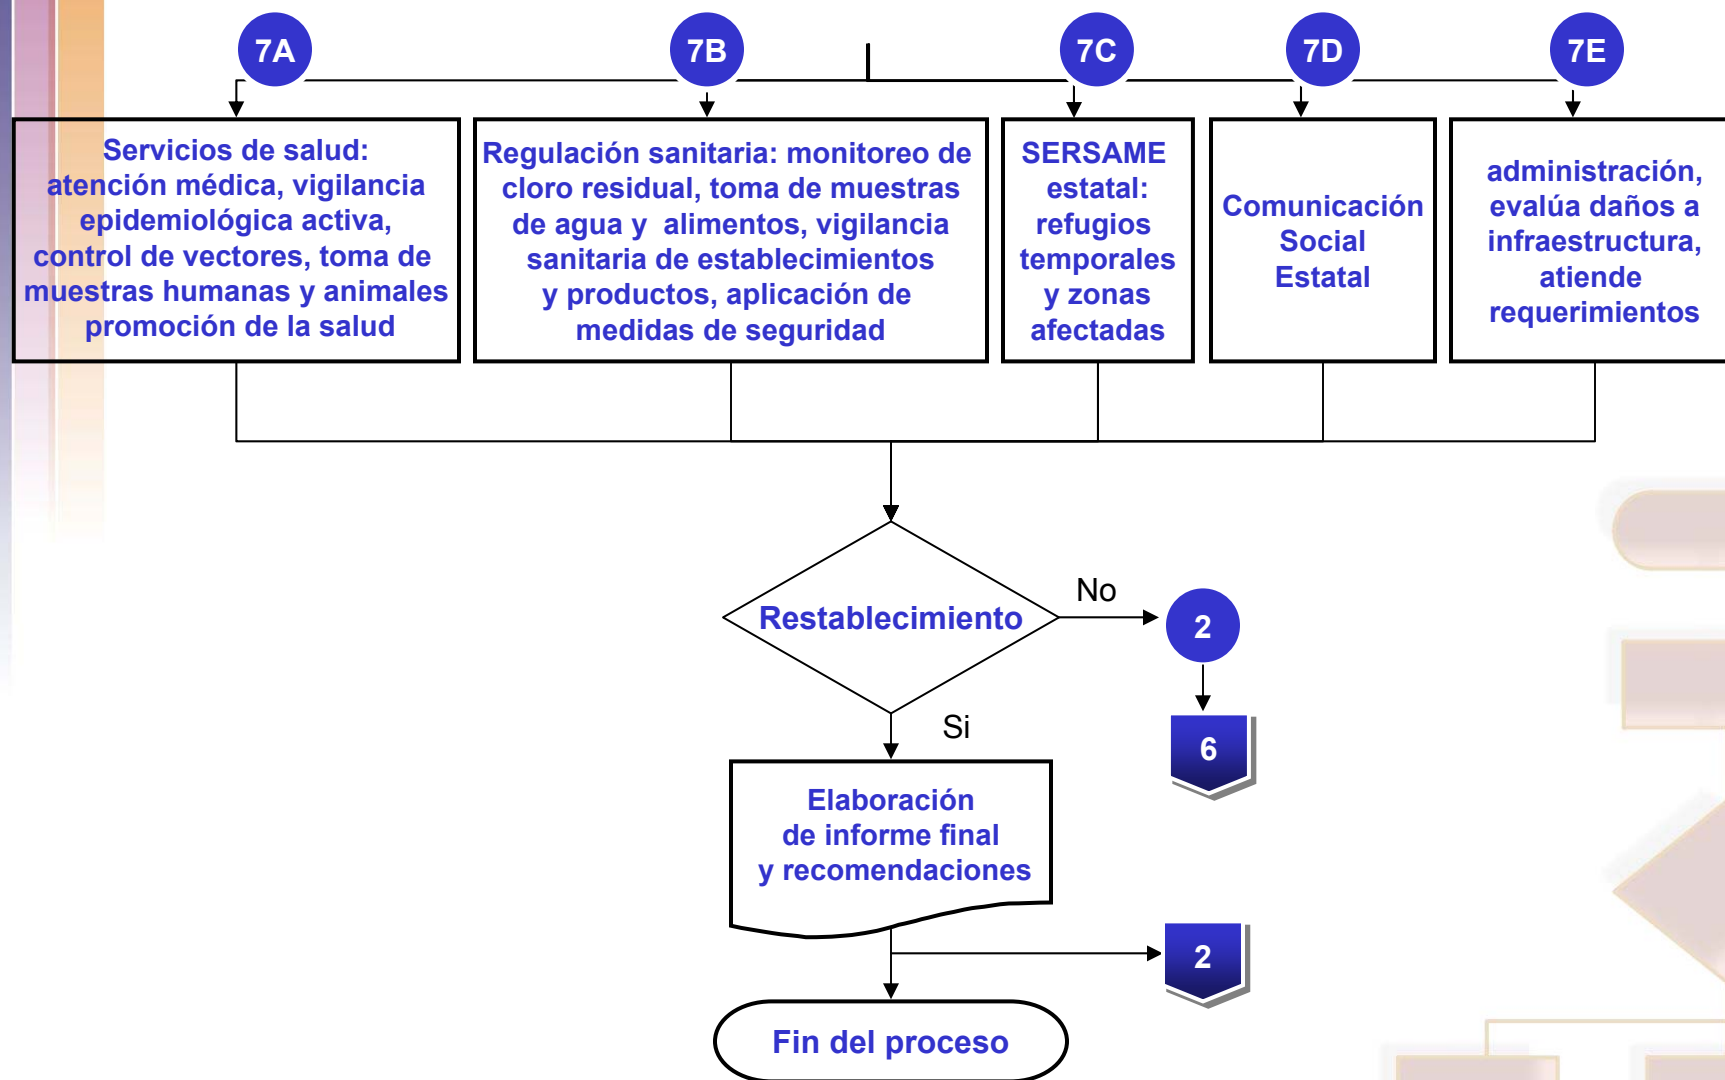 7A
7B
7C
7D
7E
Servicios de salud:
atención médica, vigilancia
epidemiológica activa,
control de vectores, toma de
muestras humanas y animales
promoción de la salud
Regulación sanitaria: monitoreo de
cloro residual, toma de muestras
de agua y alimentos, vigilancia
sanitaria de establecimientos
y productos, aplicación de
medidas de seguridad
SERSAME
estatal:
refugios
temporales
y zonas
afectadas
Comunicación
Social
Estatal
administración,
evalúa daños a
infraestructura,
atiende
requerimientos
Restablecimiento
No
2
6
Si
Elaboración
de informe final
y recomendaciones
2
Fin del proceso